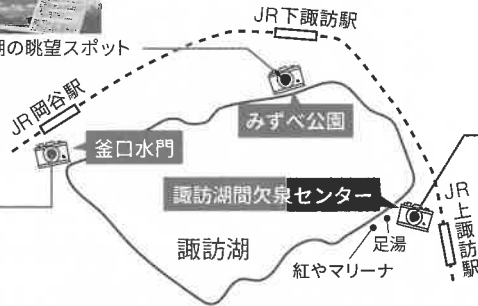 JR下諏訪駅
湖の眺望スポット
JR岡谷駅
みずべ公園
釜口水門
諏訪湖間欠泉センター
JR上諏訪駅
足湯
諏訪湖
紅やマリーナ